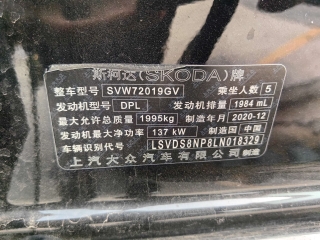 斯柯达(SKODA)牌
整车型号 SVW72019GV 乘坐人数 5
发动机型号 DPL 发动机排量 1984 mL
最大允许总质量 1995kg 制造年月 2020-12
发动机最大净功率 137 kW 制造国 中国
车辆识别代号 LSVDS8NP8LN018329
上汽大众汽车有限公司 制造